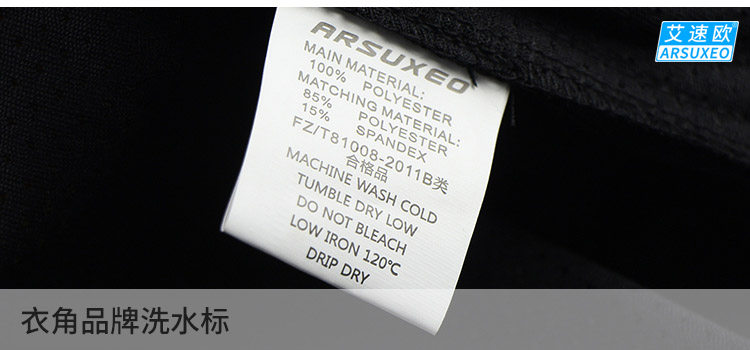 艾速欧
ARSUXEO
ARSUXEO
MAIN MATERIAL:
100% POLYESTER
MATCHING MATERIAL:
85% POLYESTER
15% SPANDEX
FZ/T81008-2011B类
合格品
MACHINE WASH COLD
TUMBLE DRY LOW
DO NOT BLEACH
LOW IRON 120℃
DRIP DRY
衣角品牌洗水标